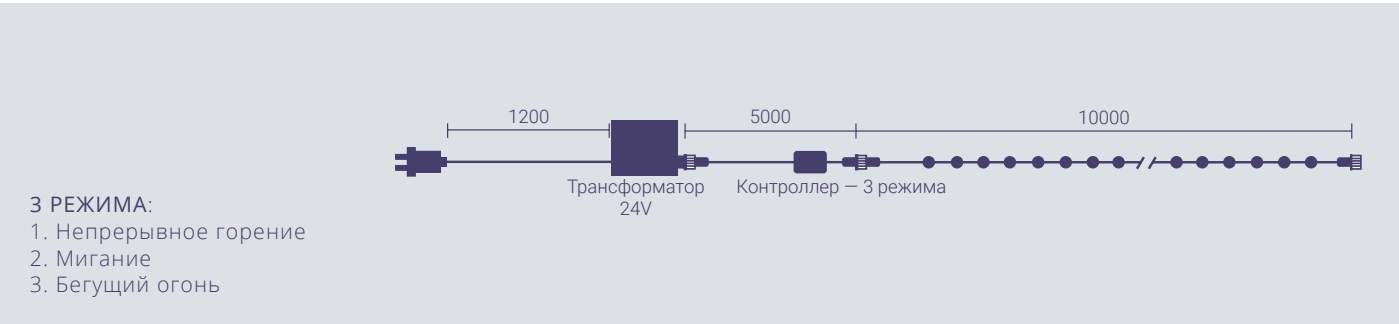 1200
5000
10000
Трансформатор
24V
Контроллер — 3 режима
3 РЕЖИМА:
1. Непрерывное горение
2. Мигание
3. Бегущий огонь